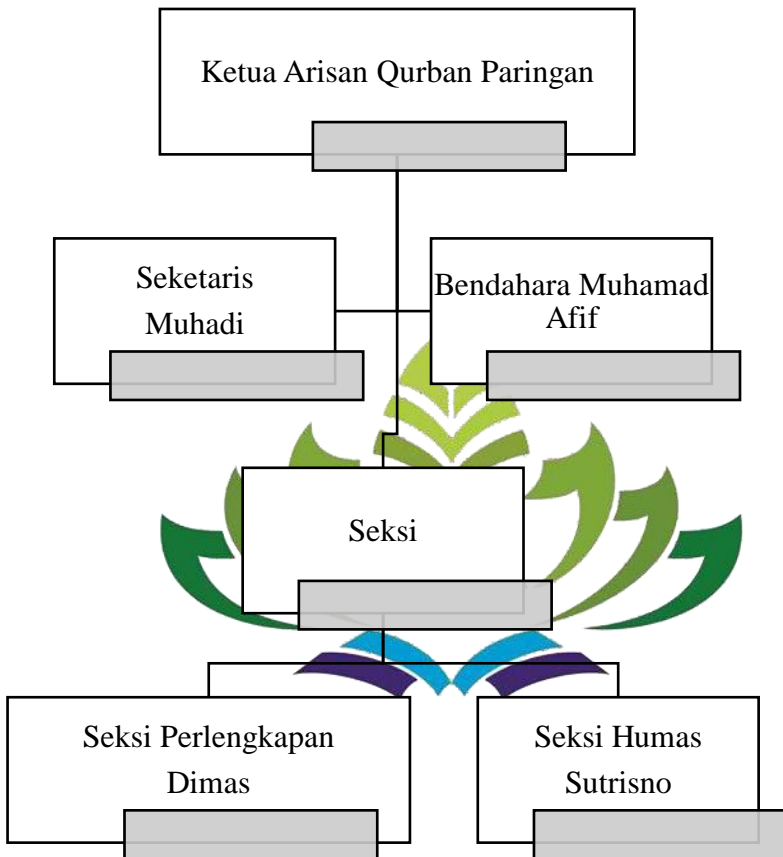 Ketua Arisan Qurban Paringan
Seketaris
Muhadi
Bendahara Muhamad
Afif
Seksi
Seksi Perlengkapan
Dimas
Seksi Humas
Sutrisno